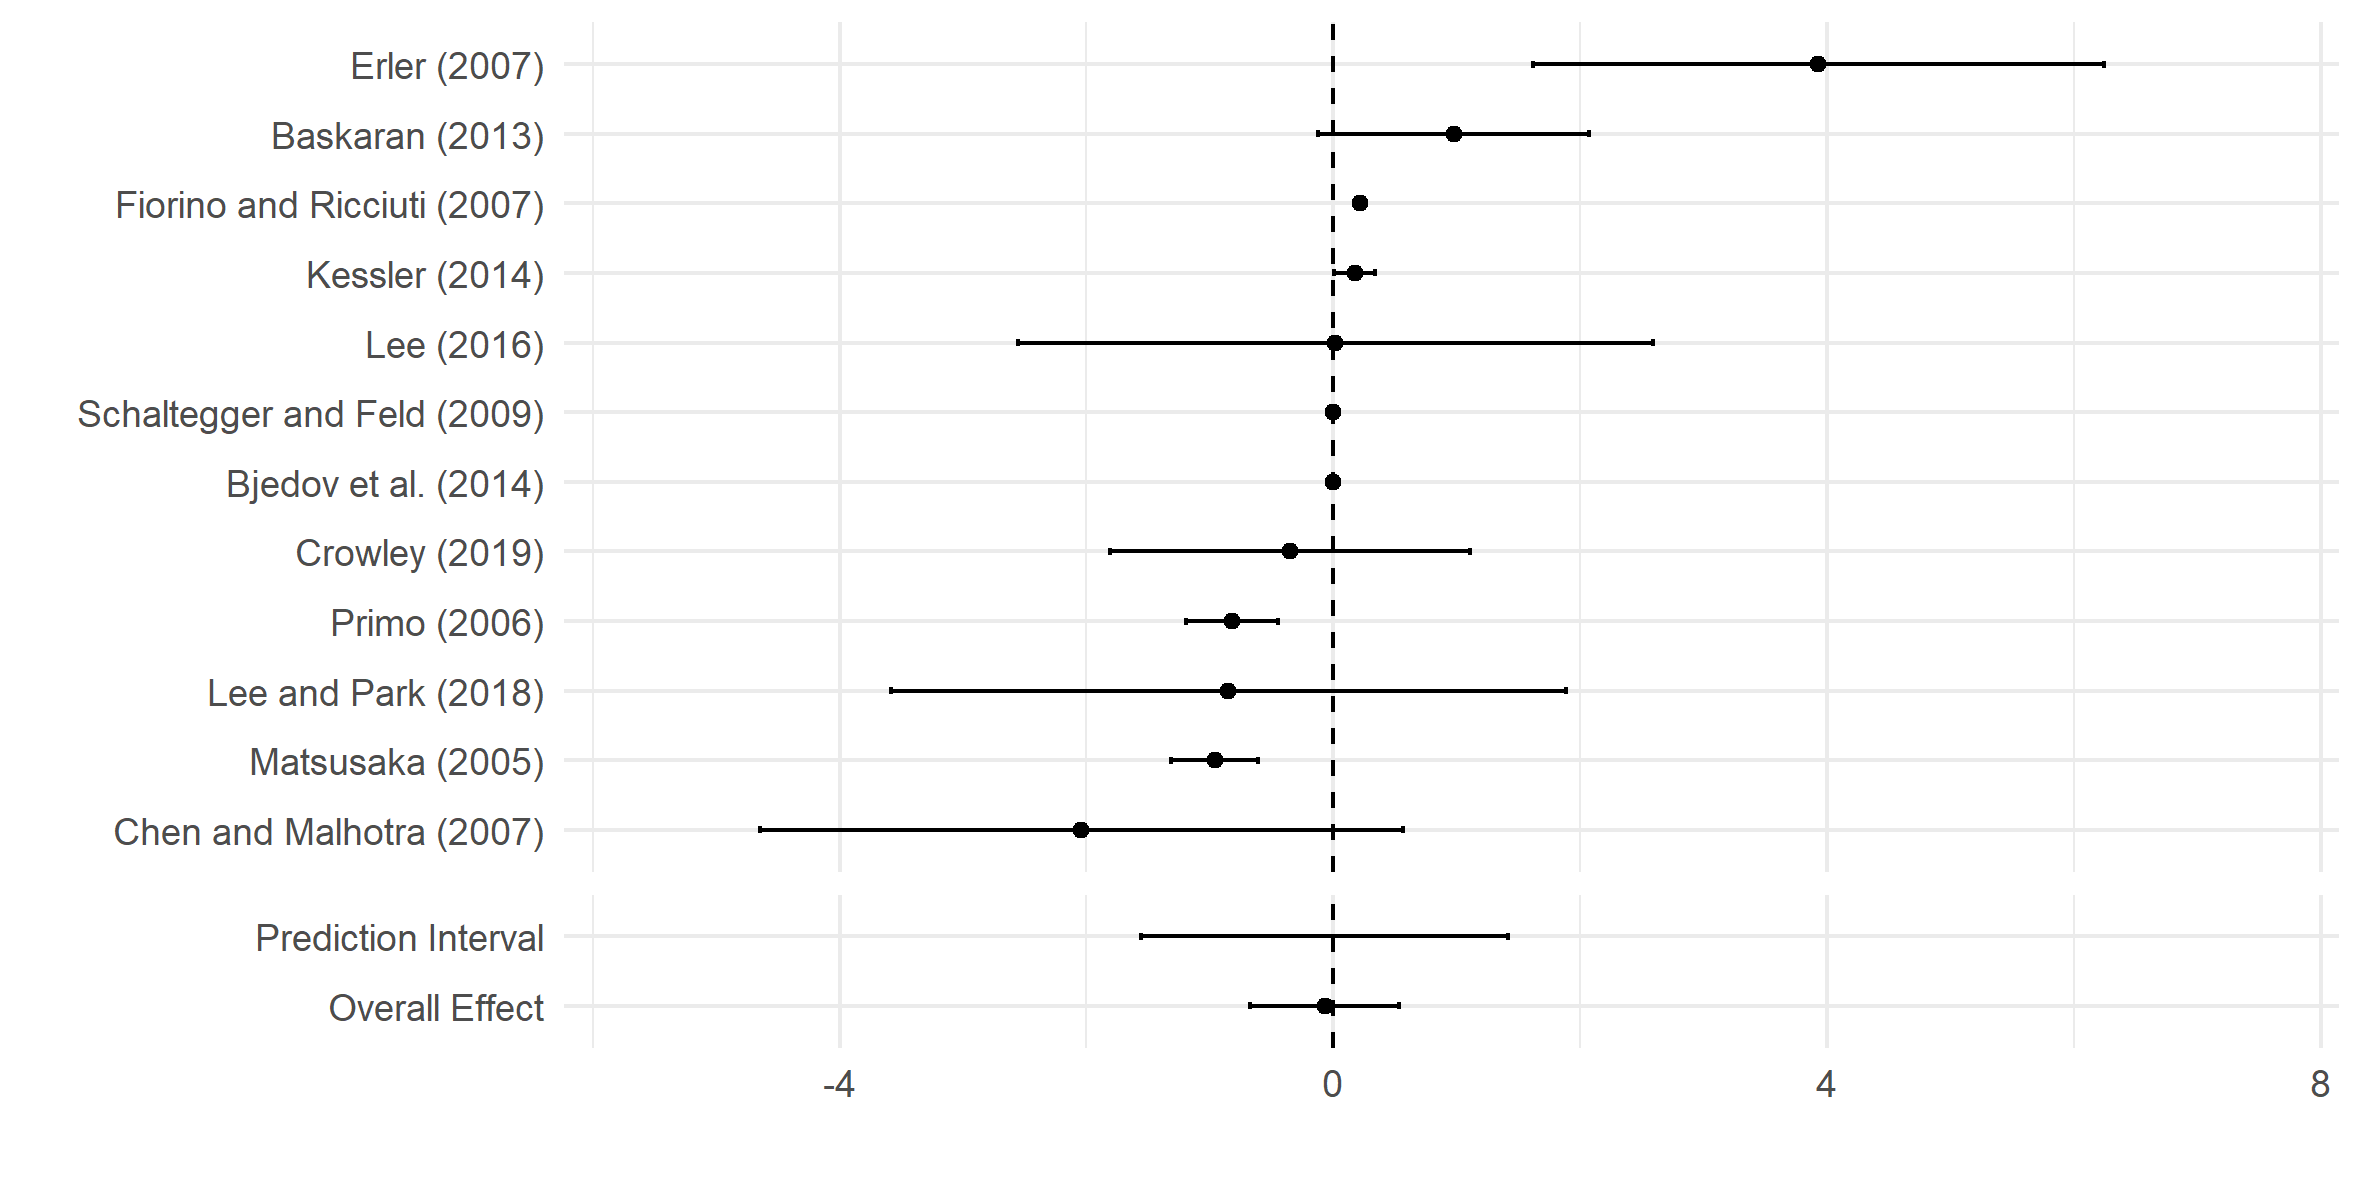 Erler (2007)
Baskaran (2013)
Fiorino and Ricciuti (2007)
Kessler (2014)
Lee (2016)
Schaltegger and Feld (2009)
Bjedov et al. (2014)
Crowley (2019)
Primo (2006)
Lee and Park (2018)
Matsusaka (2005)
Chen and Malhotra (2007)
Prediction Interval
Overall Effect
-4 0 4 8